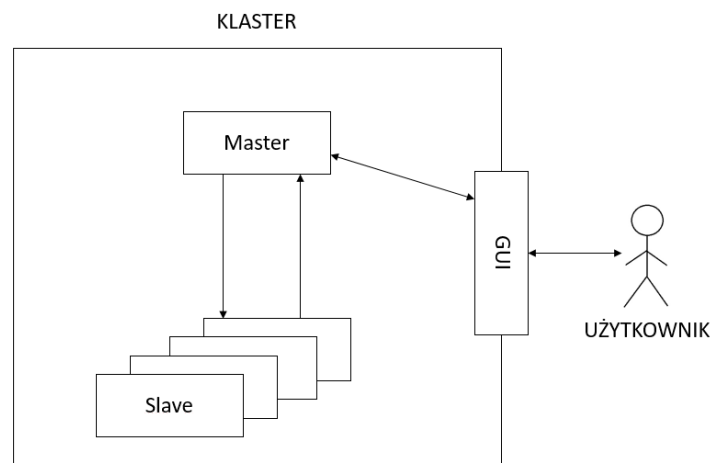 KLASTER
Master
GUI
UŻYTKOWNIK
Slave